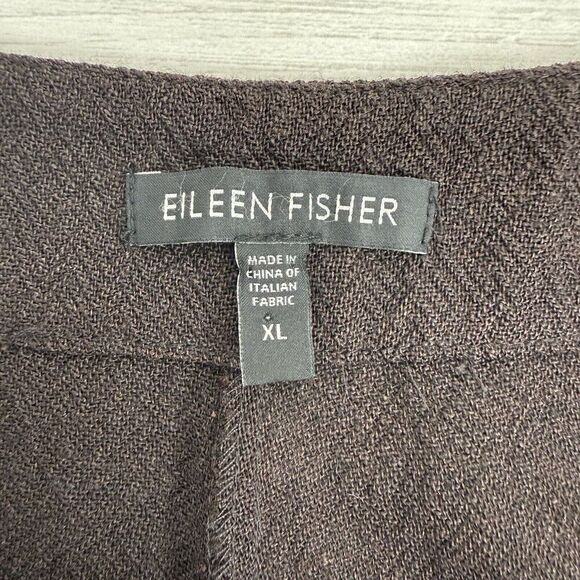 EILEEN FISHER
MADE IN
CHINA OF
ITALIAN
FABRIC
XL